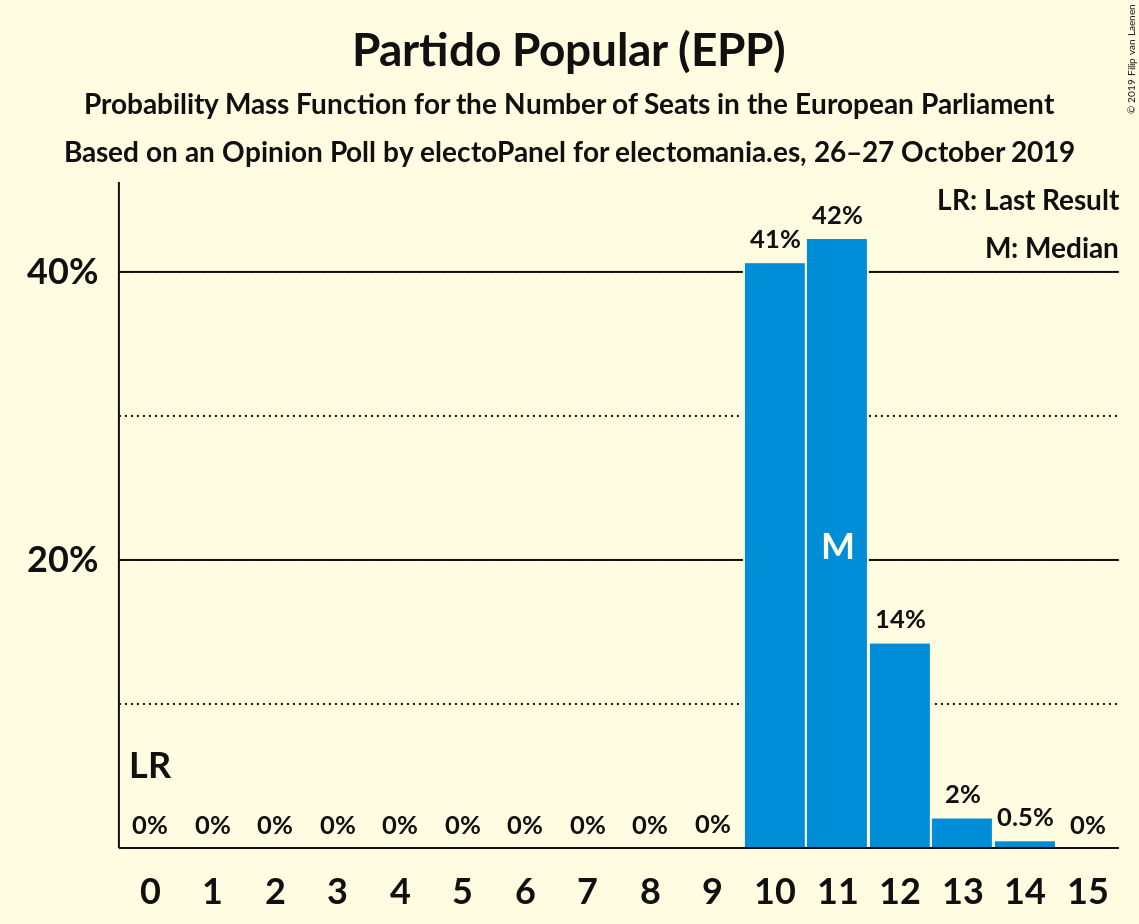 Partido Popular (EPP)
Probability Mass Function for the Number of Seats in the European Parliament
Based on an Opinion Poll by electoPanel for electomania.es, 26–27 October 2019
© 2019 Filip van Laenen
LR: Last Result
M: Median
40%
20%
41%
42%
M
14%
2%
0.5%
0%
LR
0% 0% 0% 0% 0% 0% 0% 0% 0% 0%
0 1 2 3 4 5 6 7 8 9 10 11 12 13 14 15